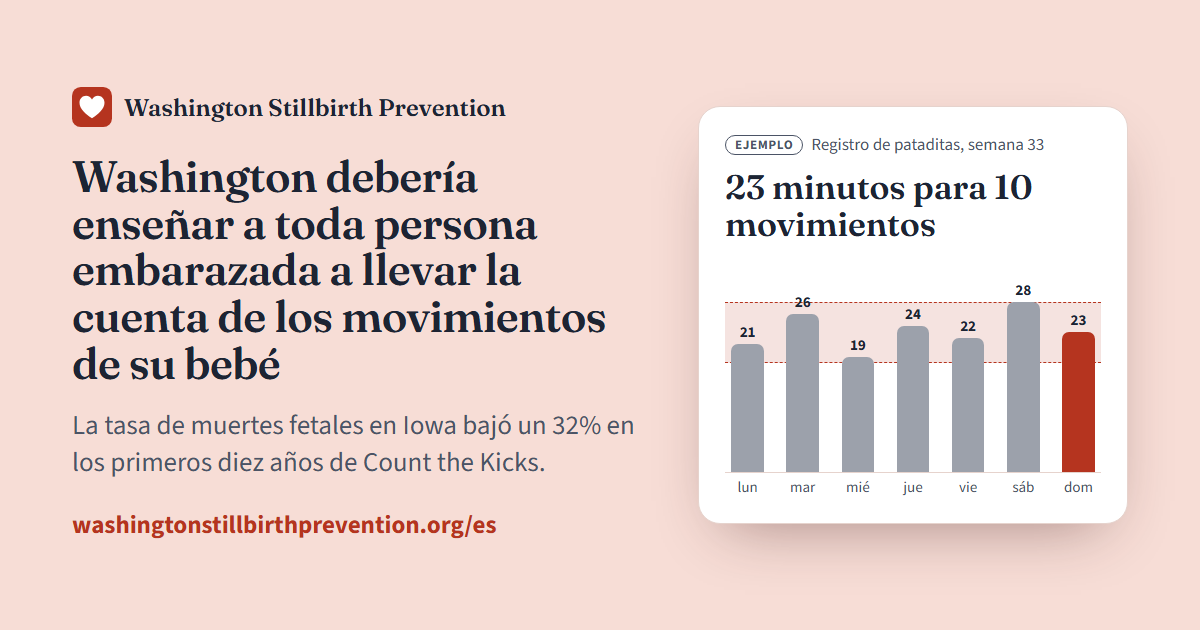 Washington Stillbirth Prevention
Washington debería
enseñar a toda persona
embarazada a llevar la
cuenta de los movimientos
de su bebé
La tasa de muertes fetales en Iowa bajó un 32% en
los primeros diez años de Count the Kicks.
washingtonstillbirthprevention.org/es
EJEMPLO Registro de pataditas, semana 33
23 minutos para 10
movimientos
21 26 19 24 22 28 23
lun mar mié jue vie sáb dom